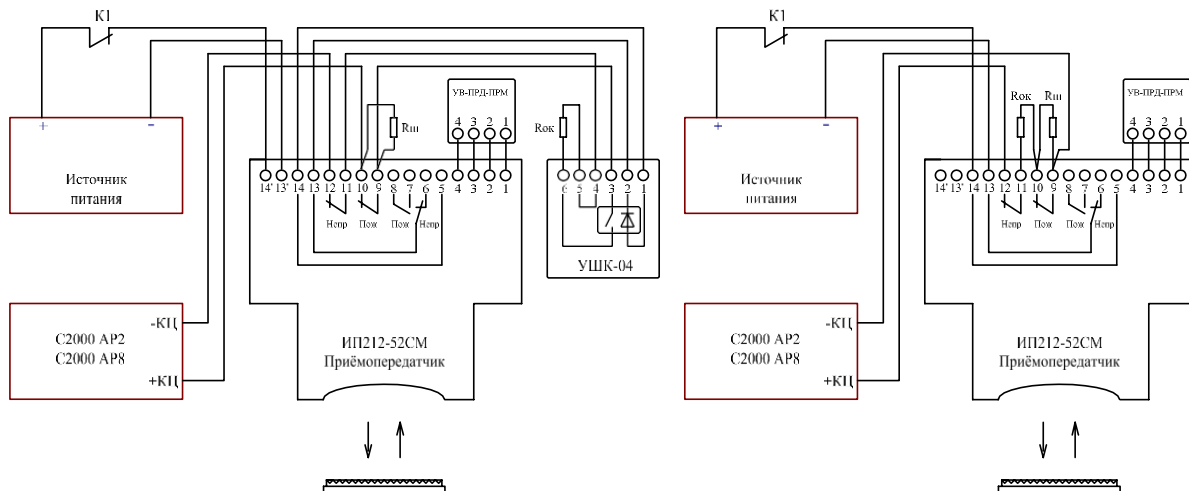 К1
К1
УВ-ПРД-ПРМ
УВ-ПРД-ПРМ
Rш
Rок
Rок
Rш
4 3 2 1
4 3 2 1
+ -
+ -
Источник
питания
Источник
питания
14' 13' 14 13 12 11 10 9 8 7 6 5 4 3 2 1
6 5 4 3 2 1
14' 13' 14 13 12 11 10 9 8 7 6 5 4 3 2 1
Непр Пож Пож Непр
Непр Пож Пож Непр
УШК-04
-КЦ
С2000 АР2
С2000 АР8
+КЦ
ИП212-52СМ
Приёмопередатчик
-КЦ
С2000 АР2
С2000 АР8
+КЦ
ИП212-52СМ
Приёмопередатчик